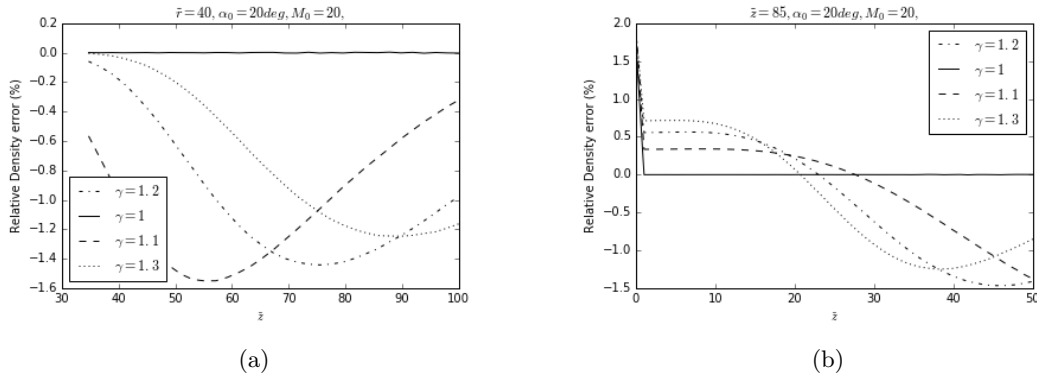 r̃=40, α₀=20deg, M₀=20,
0.2
0.0
−0.2
−0.4
−0.6
−0.8
−1.0
−1.2
−1.4
−1.6
Relative Density error (%)
γ=1.2
γ=1
γ=1.1
γ=1.3
30 40 50 60 70 80 90 100
z̃
(a)
z̃=85, α₀=20deg, M₀=20,
2.0
1.5
1.0
0.5
0.0
−0.5
−1.0
−1.5
Relative Density error (%)
γ=1.2
γ=1
γ=1.1
γ=1.3
0 10 20 30 40 50
z̃
(b)